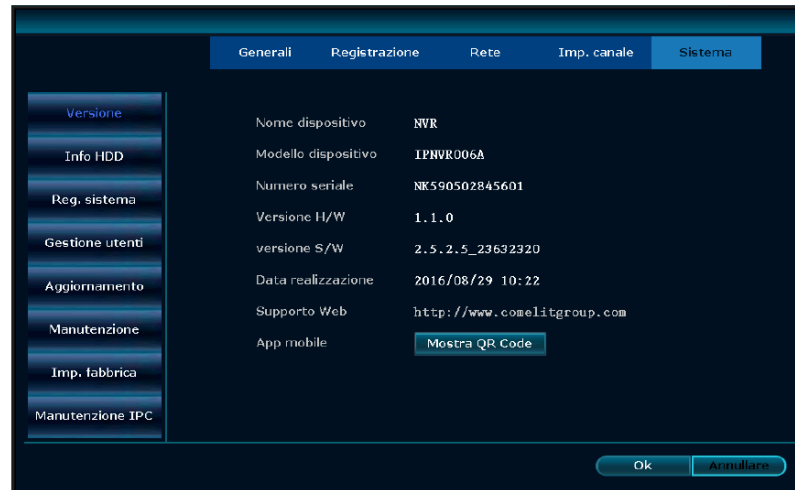 Generali Registrazione Rete Imp. canale Sistema
Versione
Info HDD
Reg. sistema
Gestione utenti
Aggiornamento
Manutenzione
Imp. fabbrica
Manutenzione IPC
Nome dispositivo NVR
Modello dispositivo IPNVR006A
Numero seriale NK590502845601
Versione H/W 1.1.0
versione S/W 2.5.2.5_23632320
Data realizzazione 2016/08/29 10:22
Supporto Web http://www.comelitgroup.com
App mobile Mostra QR Code
Ok Annullare